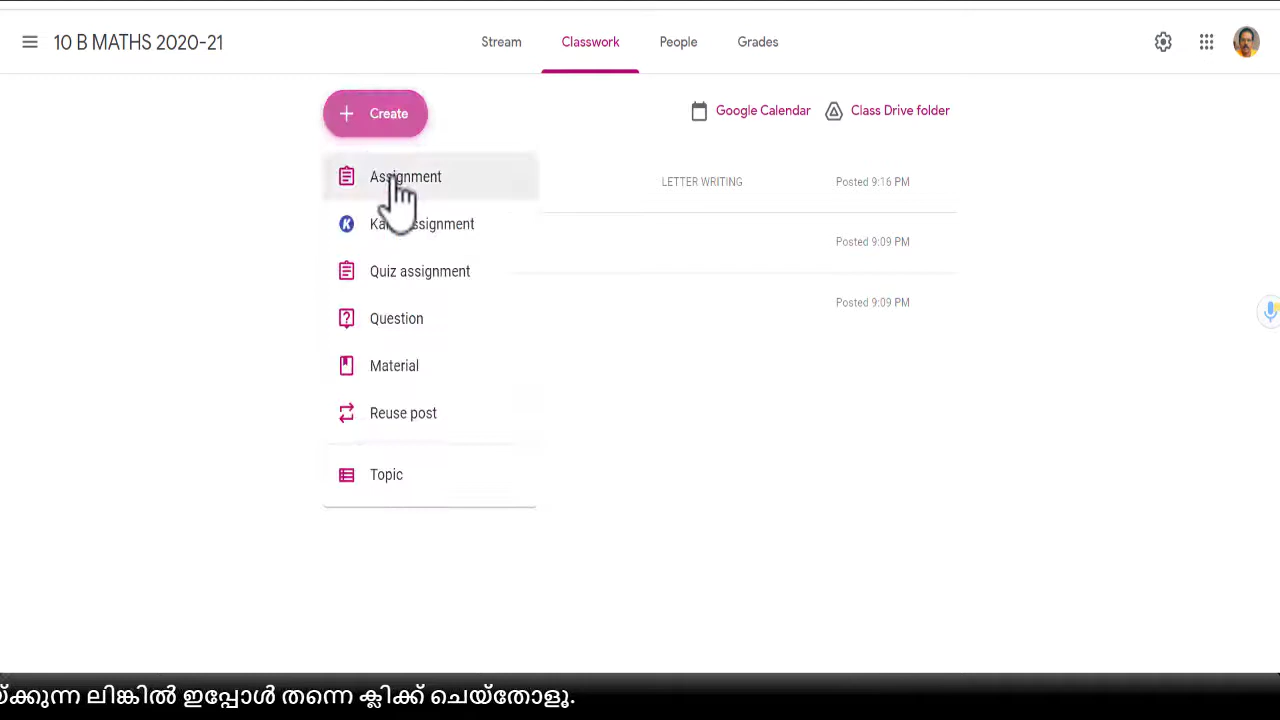 10 B MATHS 2020-21 Stream Classwork People Grades
Create Google Calendar Class Drive folder
Assignment LETTER WRITING Posted 9:16 PM
Posted 9:09 PM
Posted 9:09 PM
Quiz assignment
Question
Material
Reuse post
Topic
ലിങ്കിൽ ഇപ്പോൾ തന്നെ ക്ലിക്ക് ചെയ്തോളൂ.